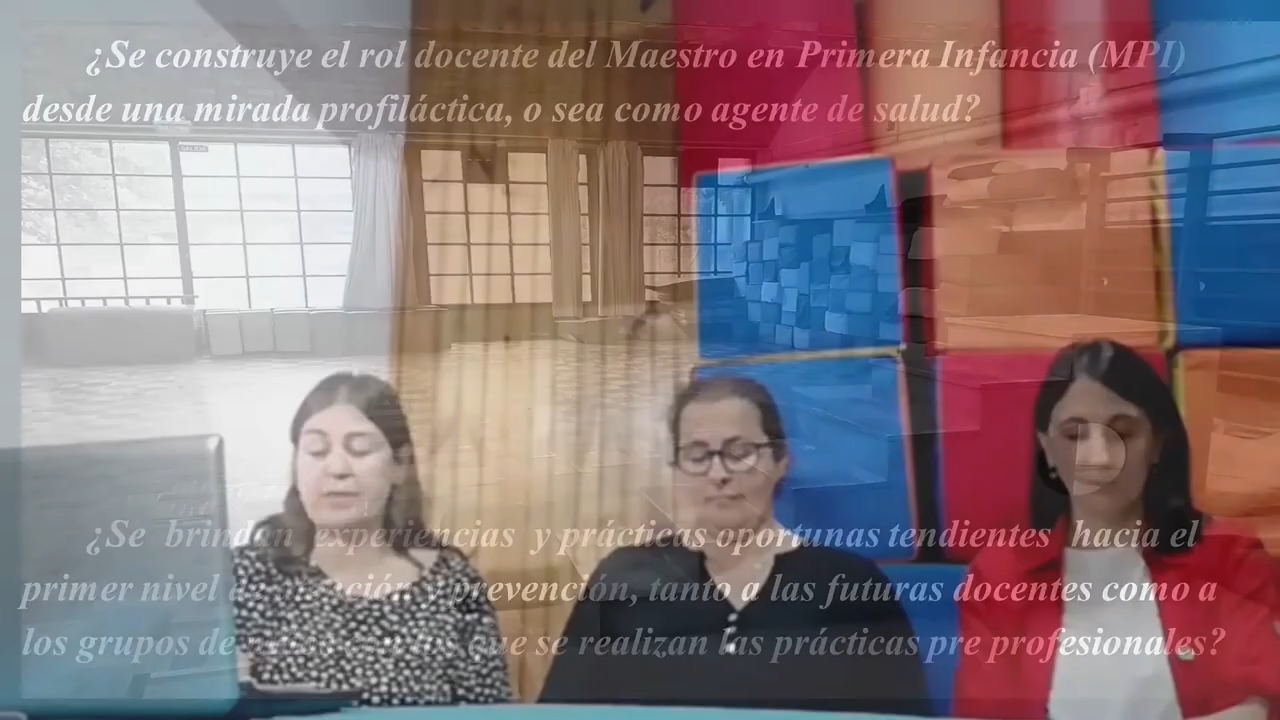 ¿Se construye el rol docente del Maestro en Primera Infancia (MPI)
desde una mirada profiláctica, o sea como agente de salud?
SALIDA
¿Se brindan experiencias y prácticas oportunas tendientes hacia el
primer nivel y prevención, tanto a las futuras docentes como a
los grupos de que se realizan las prácticas pre profesionales?